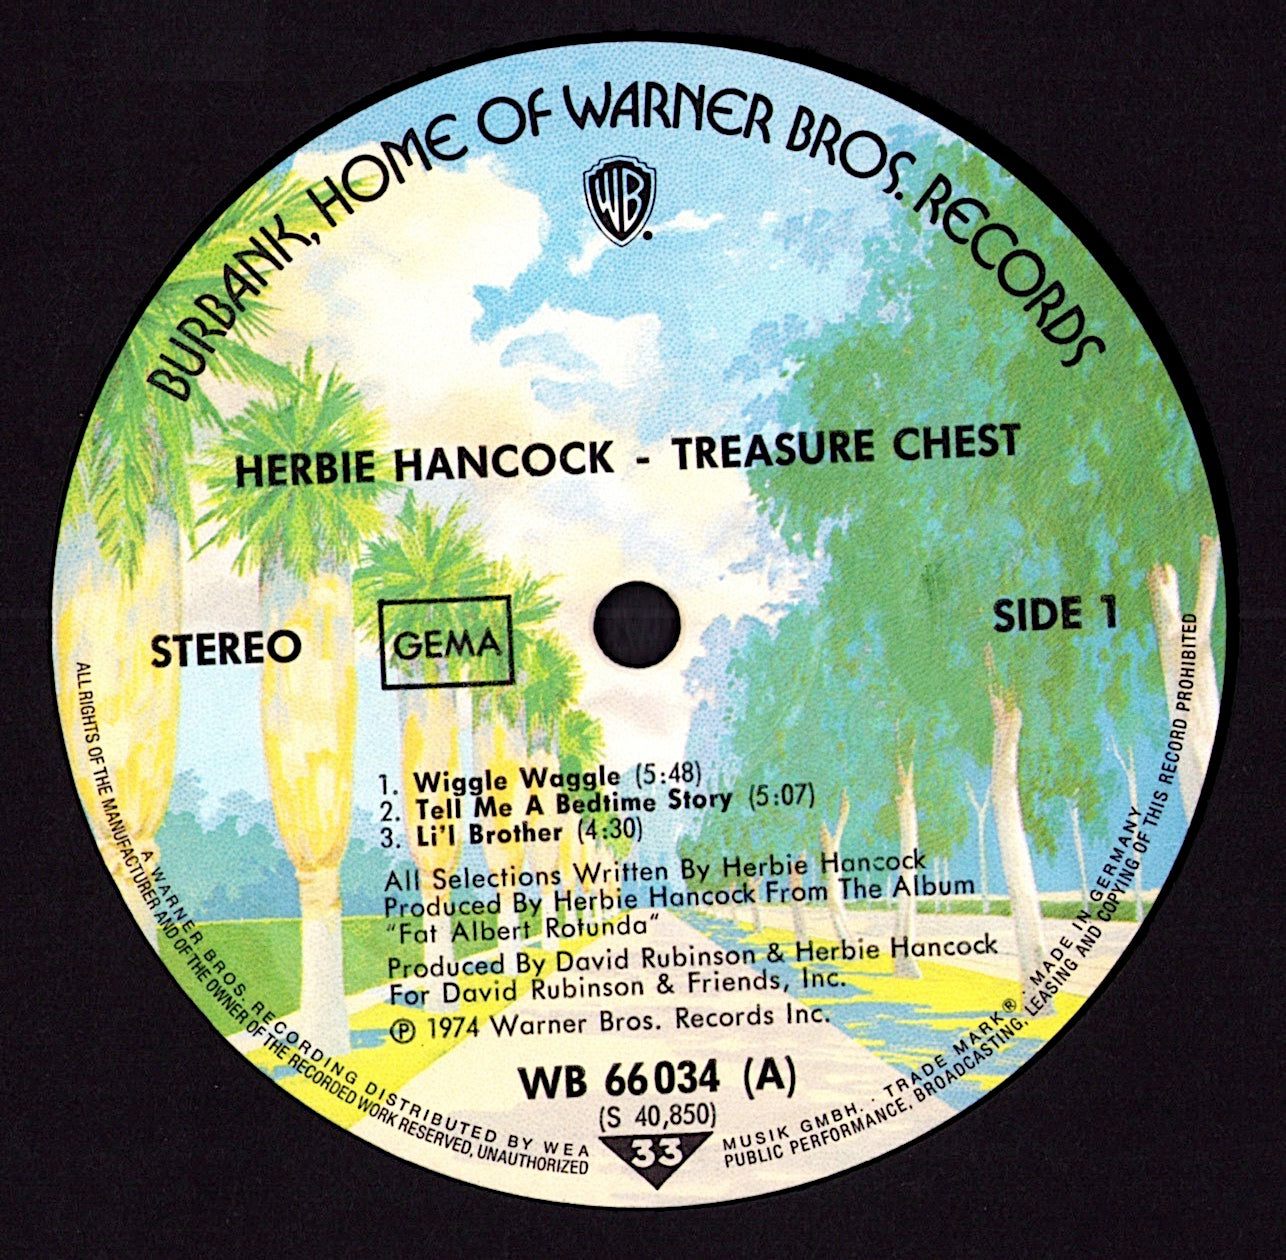 BURBANK, HOME OF WARNER BROS. RECORDS
WB
HERBIE HANCOCK - TREASURE CHEST
STEREO
GEMA
SIDE 1
1. Wiggle Waggle (5:48)
2. Tell Me A Bedtime Story (5:07)
3. Li'l Brother (4:30)
All Selections Written By Herbie Hancock
Produced By Herbie Hancock From The Album
"Fat Albert Rotunda"
Produced By David Rubinson & Herbie Hancock
For David Rubinson & Friends, Inc.
℗ 1974 Warner Bros. Records Inc.
WB 66034 (A)
(S 40,850)
33
A WARNER BROS. RECORDING DISTRIBUTED BY WEA MUSIK GMBH. · TRADE MARK® · MADE IN GERMANY
ALL RIGHTS OF THE MANUFACTURER AND OF THE OWNER OF THE RECORDED WORK RESERVED, UNAUTHORIZED PUBLIC PERFORMANCE, BROADCASTING, LEASING AND COPYING OF THIS RECORD PROHIBITED